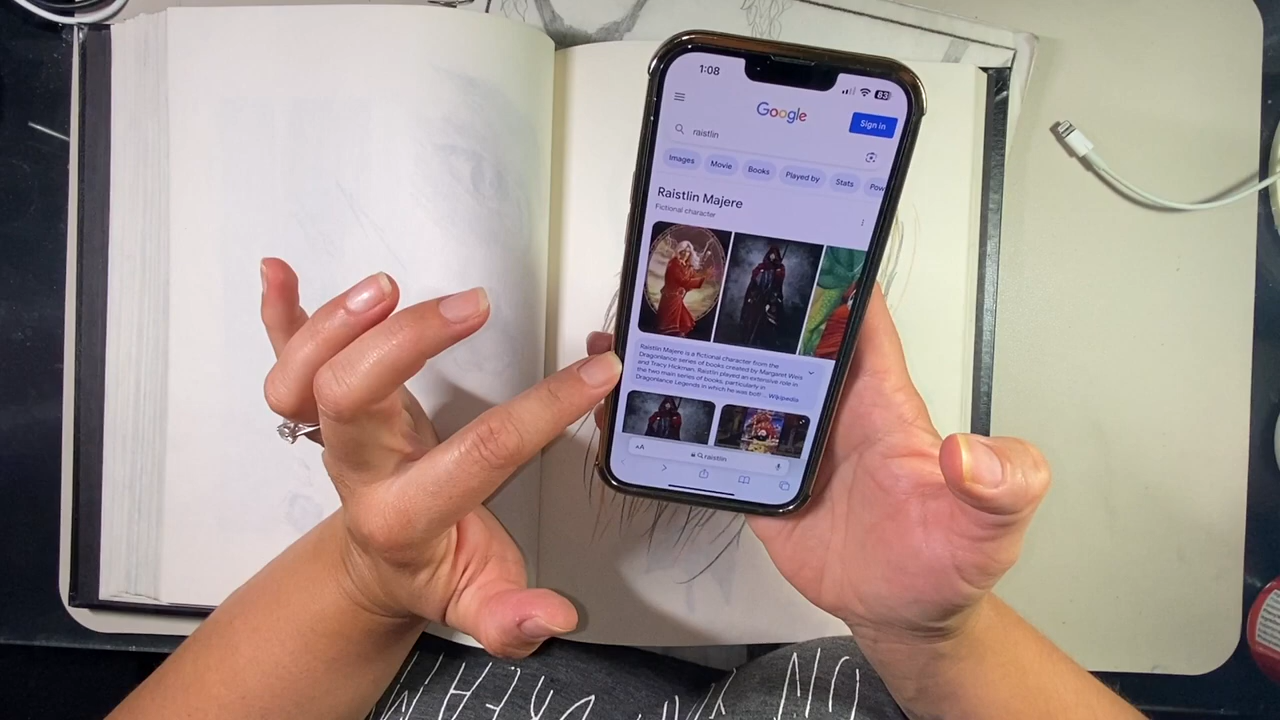 1:08
83
Google
Sign in
raistlin
Images Movie Books Played by Stats Pow
Raistlin Majere
Fictional character
Raistlin Majere is a fictional character from the
Dragonlance series of books created by Margaret Weis
and Tracy Hickman. Raistlin played an extensive role in
the two main series of books, particularly in
Dragonlance Legends in which he was both ... Wikipedia
AA raistlin